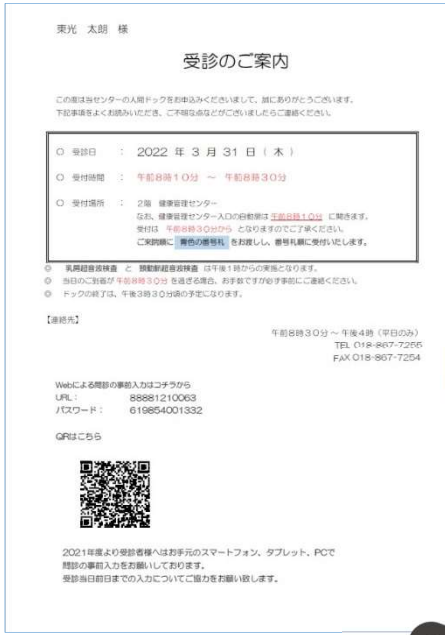 東光 太朗 様
受診のご案内
この度は当センターの人間ドックをお申込みくださいまして、誠にありがとうございます。
下記事項をよくお読みいただき、ご不明な点などがございましたらご連絡ください。
○ 受診日 : 2022 年 3 月 31 日 ( 木 )
○ 受付時間 : 午前8時10分 ～ 午前8時30分
○ 受付場所 : 2階 健康管理センター
なお、健康管理センター入口の自動扉は 午前8時10分 に開きます。
受付は 午前8時30分から となりますのでご了承ください。
ご来院順に 青色の番号札 をお渡しし、番号札順に受付いたします。
◎ 乳房超音波検査 と 頸動脈超音波検査 は午後1時からの実施となります。
◎ 当日のご到着が 午前8時30分 を過ぎる場合、お手数ですが必ず事前にご連絡ください。
◎ ドックの終了は、午後3時30分頃の予定になります。
【連絡先】
午前8時30分 ～ 午後4時 (平日のみ)
TEL 018-867-7255
FAX 018-867-7254
Webによる問診の事前入力はコチラから
URL : 88881210063
パスワード : 619854001332
QRはこちら
2021年度より受診者様へはお手元のスマートフォン、タブレット、PCで
問診の事前入力をお願いしております。
受診当日前日までの入力についてご協力をお願い致します。